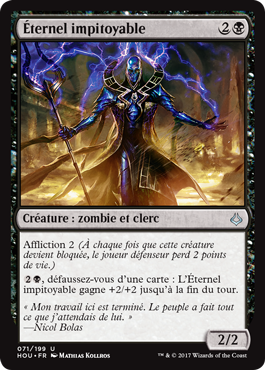 Éternel impitoyable 2
Créature : zombie et clerc
Affliction 2 (À chaque fois que cette créature
devient bloquée, le joueur défenseur perd 2 points
de vie.)
2, défaussez-vous d'une carte : L'Éternel
impitoyable gagne +2/+2 jusqu'à la fin du tour.
« Mon travail ici est terminé. Le peuple a fait tout
ce que j'attendais de lui. »
—Nicol Bolas
2/2
071/199 U
HOU • FR Mathias Kollros
™ & © 2017 Wizards of the Coast